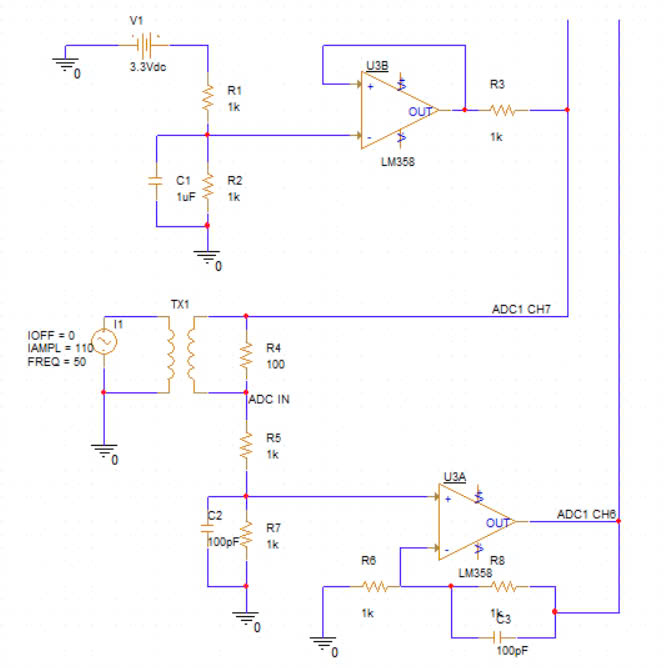 V1
0
3.3Vdc
R1
1k
U3B
+
OUT
-
LM358
R3
1k
C1
1uF
R2
1k
0
TX1
ADC1 CH7
I1
IOFF = 0
IAMPL = 110
FREQ = 50
R4
100
ADC IN
0
R5
1k
U3A
+
OUT
-
LM358
ADC1 CH6
C2
100pF
R7
1k
R6
1k
R8
1k
C3
100pF
0
0